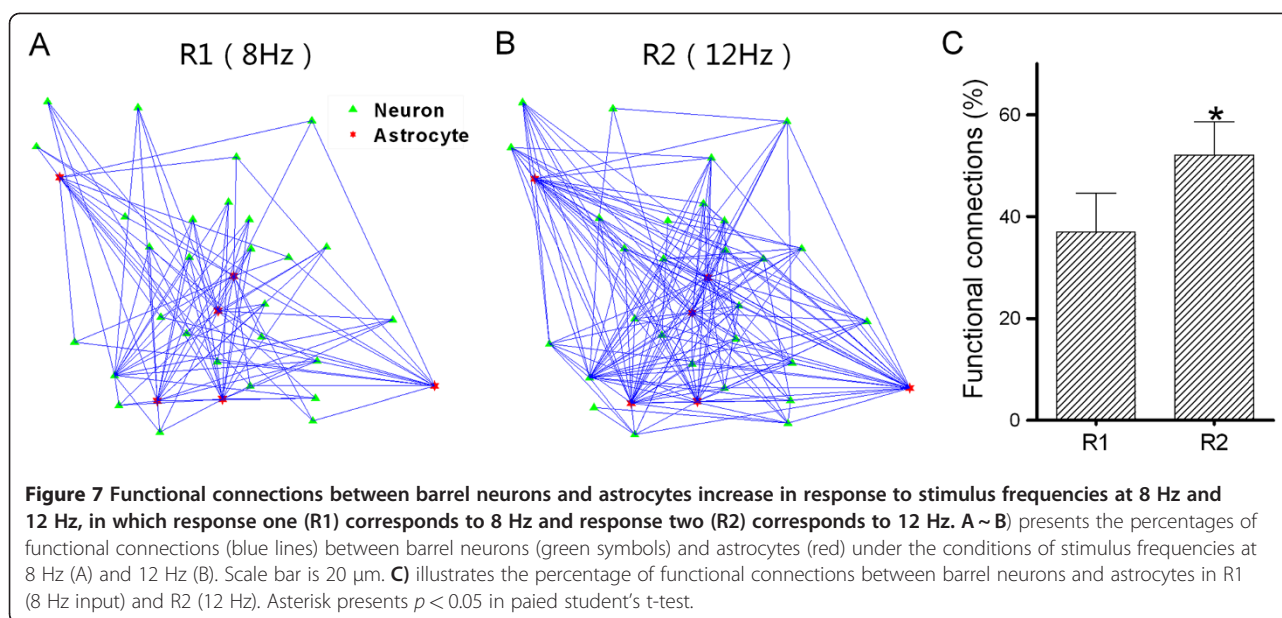 A
R1 ( 8Hz )
Neuron
Astrocyte
B
R2 ( 12Hz )
C
Functional connections (%)
60
40
20
0
*
R1
R2
Figure 7 Functional connections between barrel neurons and astrocytes increase in response to stimulus frequencies at 8 Hz and
12 Hz, in which response one (R1) corresponds to 8 Hz and response two (R2) corresponds to 12 Hz. A ~ B) presents the percentages of
functional connections (blue lines) between barrel neurons (green symbols) and astrocytes (red) under the conditions of stimulus frequencies at
8 Hz (A) and 12 Hz (B). Scale bar is 20 μm. C) illustrates the percentage of functional connections between barrel neurons and astrocytes in R1
(8 Hz input) and R2 (12 Hz). Asterisk presents p < 0.05 in paied student's t-test.